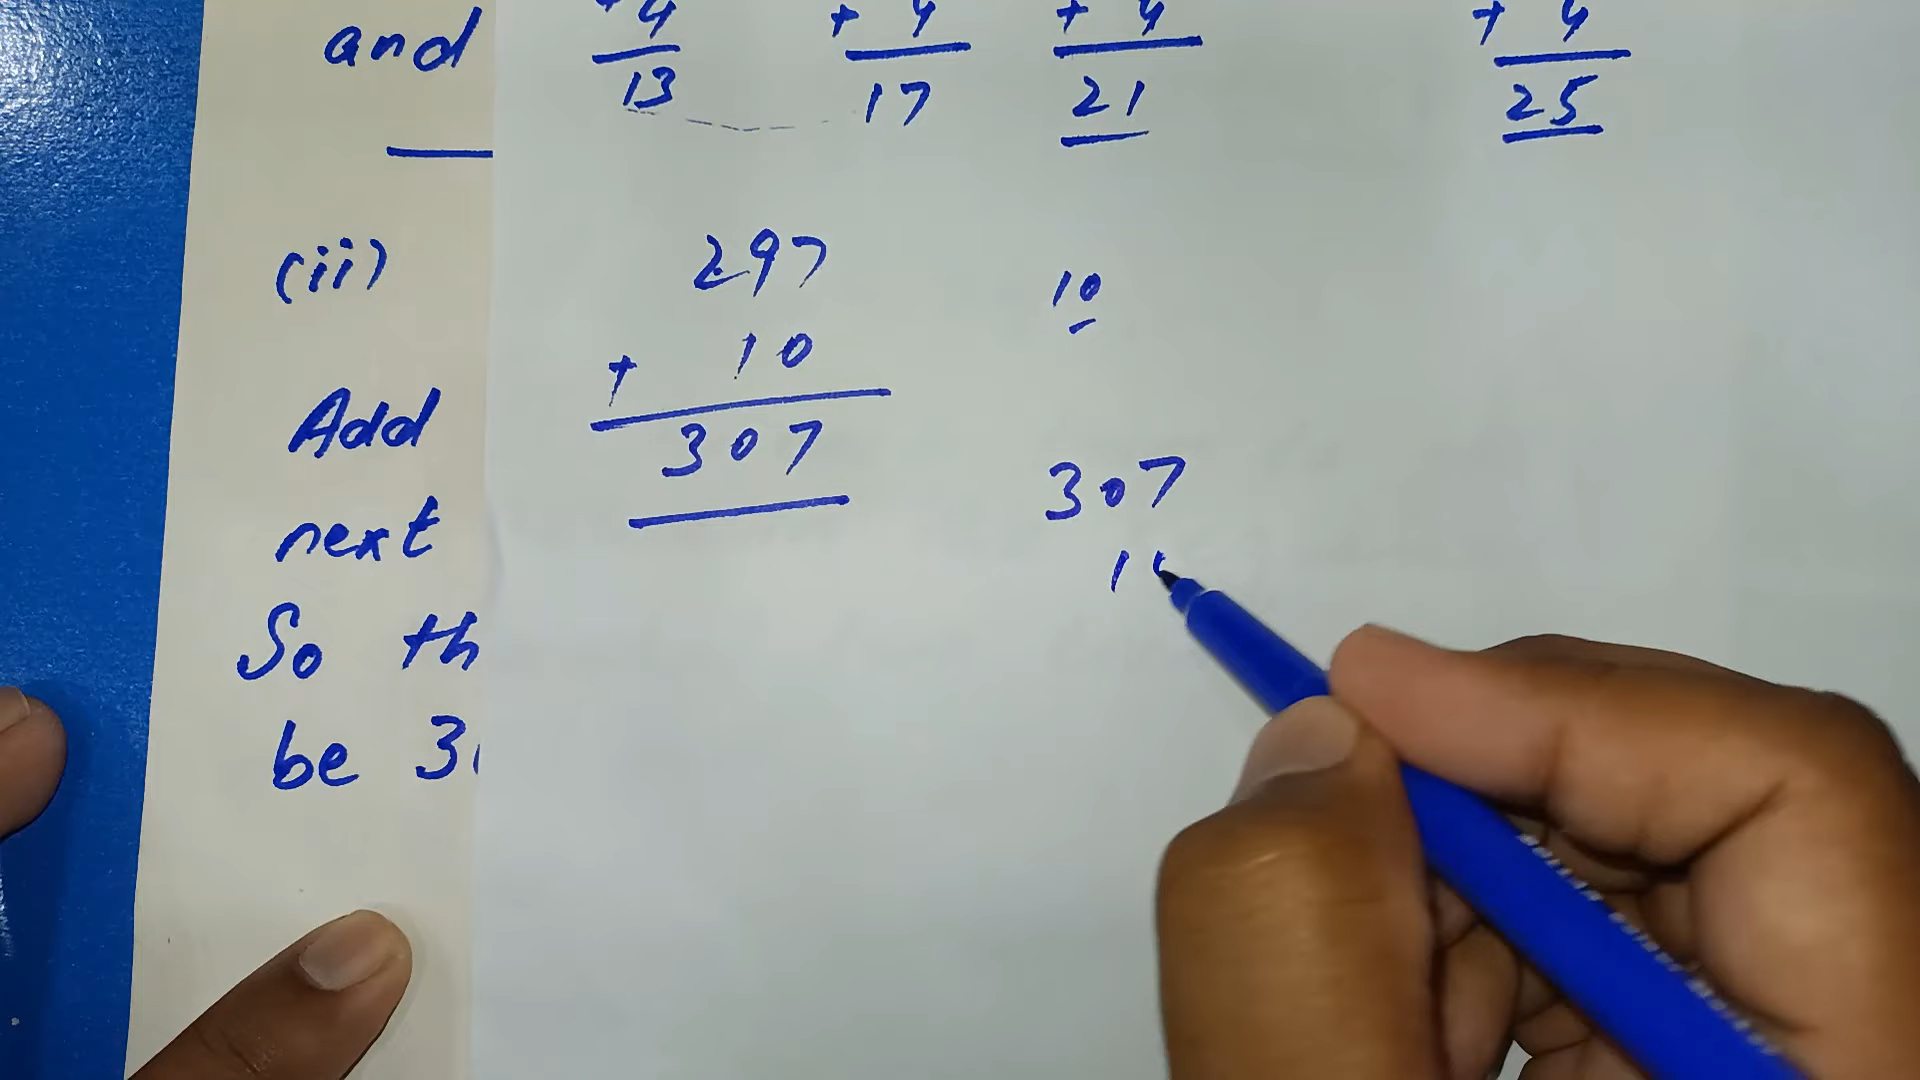 and
+ 4 + 4 + 4 + 4
13 17 21 25
(ii) 297 10
+ 10
Add 307 307
next 10
So th
be 3